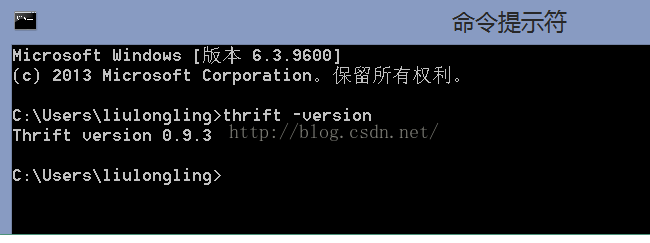 命令提示符
Microsoft Windows [版本 6.3.9600]
(c) 2013 Microsoft Corporation。保留所有权利。
C:\Users\liulongling>thrift -version
Thrift version 0.9.3
http://blog.csdn.net/
C:\Users\liulongling>